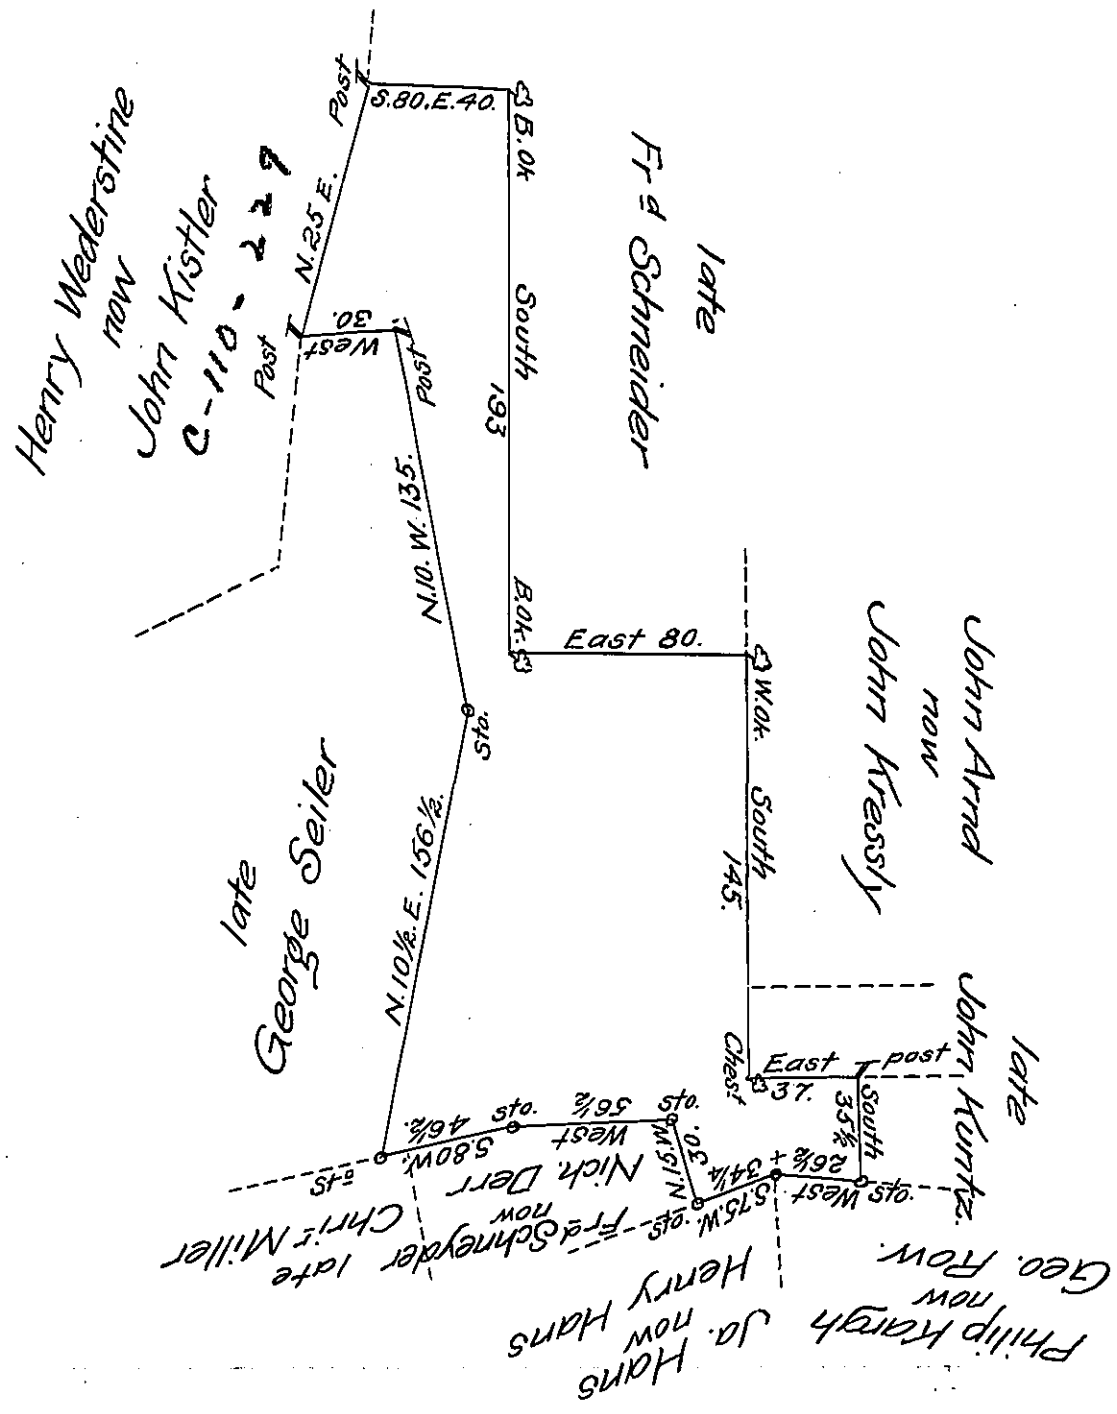 Henry Wederstine
now
John Kistler
C-110-229
late
Frd Schneider
John Arnd
now
John Kressly
late
John Kuntz.
Geo. Row.
now
Philip Kargh
Ja. Hans
now
Henry Hans
late
Frd Schneyder
now
Nich. Derr
Chrir Miller
late
George Seiler
Post
S.80.E.40.
B.Ok
South
193
B.Ok.
East 80.
W.Ok.
South
145.
Chest
East
37.
post
South
35½
sto.
West
26½ +
34¼
S.75.W.
sto.
N.15.W
30.
sto.
West
56½
sto.
S.80W.
46½.
sto
N.10½.E. 156½.
sto.
N.10.W. 135.
Post
West
30.
Post
N.25 E.